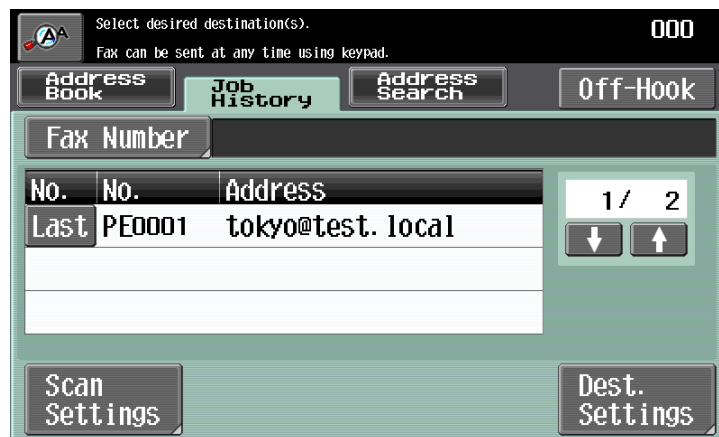 Select desired destination(s).
000
Fax can be sent at any time using keypad.
AA
Address Book
Job History
Address Search
Off-Hook
Fax Number
No. No. Address
1/ 2
Last PE0001 tokyo@test.local
Scan Settings
Dest. Settings